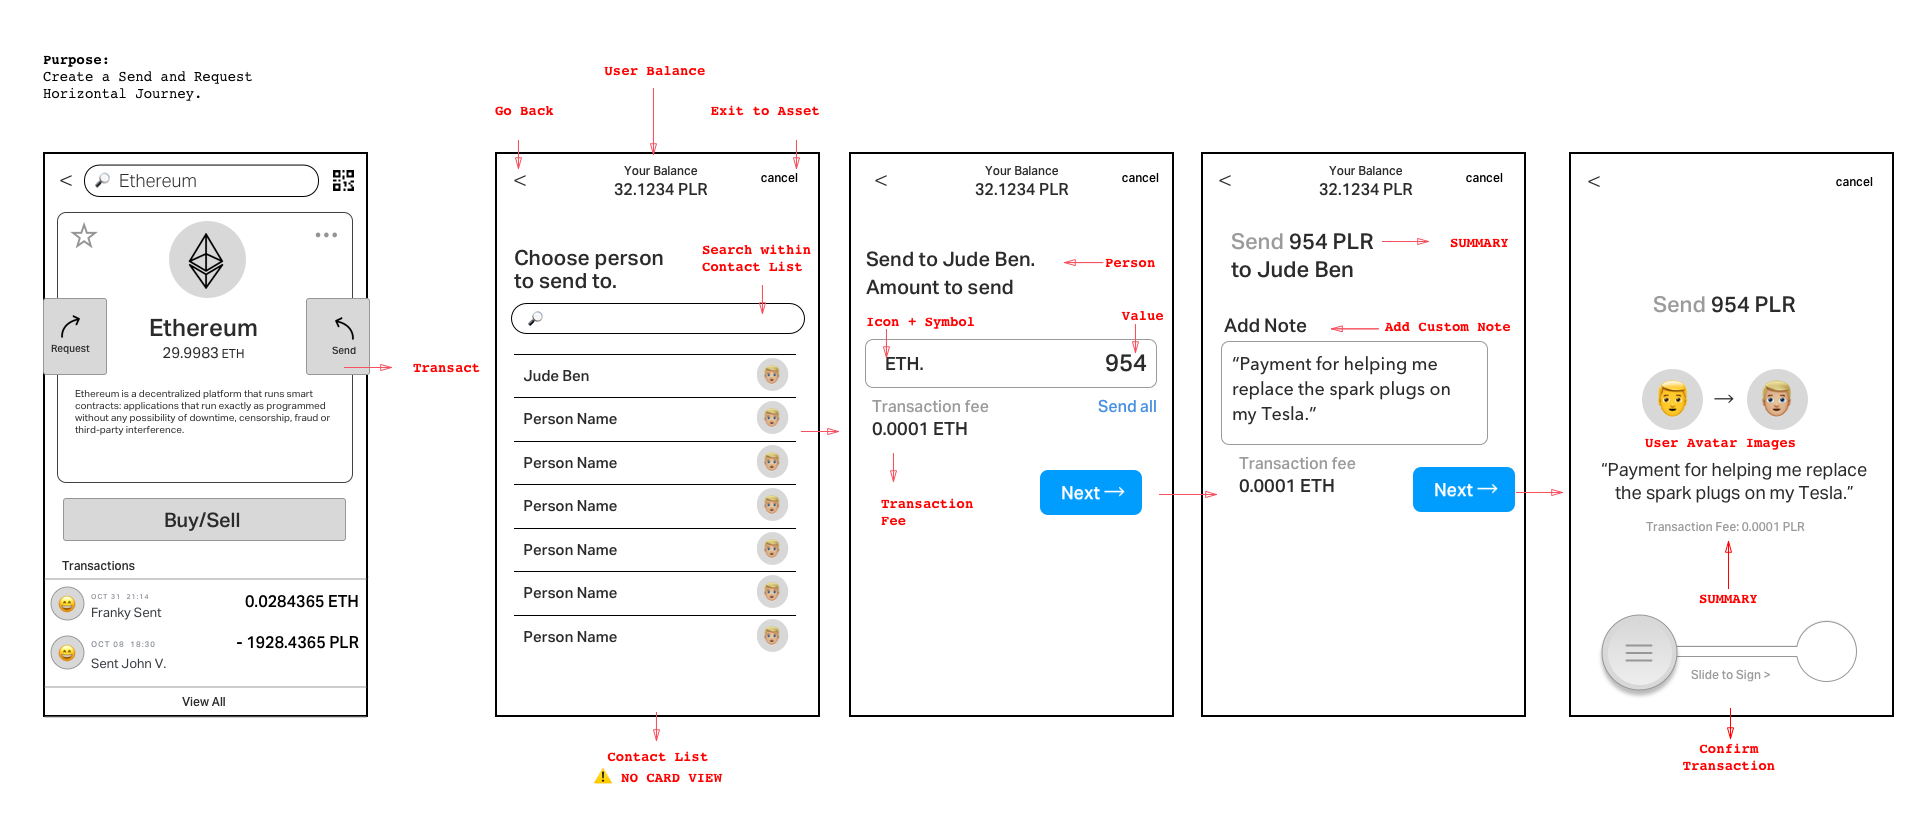 Purpose:
Create a Send and Request
Horizontal Journey.
<
Ethereum
Request
Ethereum
29.9983 ETH
Send
Transact
Ethereum is a decentralized platform that runs smart
contracts: applications that run exactly as programmed
without any possibility of downtime, censorship, fraud or
third-party interference.
Buy/Sell
Transactions
OCT 31 21:14
Franky Sent
0.0284365 ETH
OCT 08 18:30
Sent John V.
- 1928.4365 PLR
View All
User Balance
Go Back
Exit to Asset
<
Your Balance
32.1234 PLR
cancel
Choose person
to send to.
Search within
Contact List
Jude Ben
Person Name
Person Name
Person Name
Person Name
Person Name
Person Name
Contact List
NO CARD VIEW
<
Your Balance
32.1234 PLR
cancel
Send to Jude Ben.
Amount to send
Person
Icon + Symbol
Value
ETH.
954
Transaction fee
0.0001 ETH
Send all
Transaction
Fee
Next
<
Your Balance
32.1234 PLR
cancel
Send 954 PLR
to Jude Ben
SUMMARY
Add Note
Add Custom Note
“Payment for helping me
replace the spark plugs on
my Tesla.”
Transaction fee
0.0001 ETH
Next
<
cancel
Send 954 PLR
User Avatar Images
“Payment for helping me replace
the spark plugs on my Tesla.”
Transaction Fee: 0.0001 PLR
SUMMARY
Slide to Sign >
Confirm
Transaction